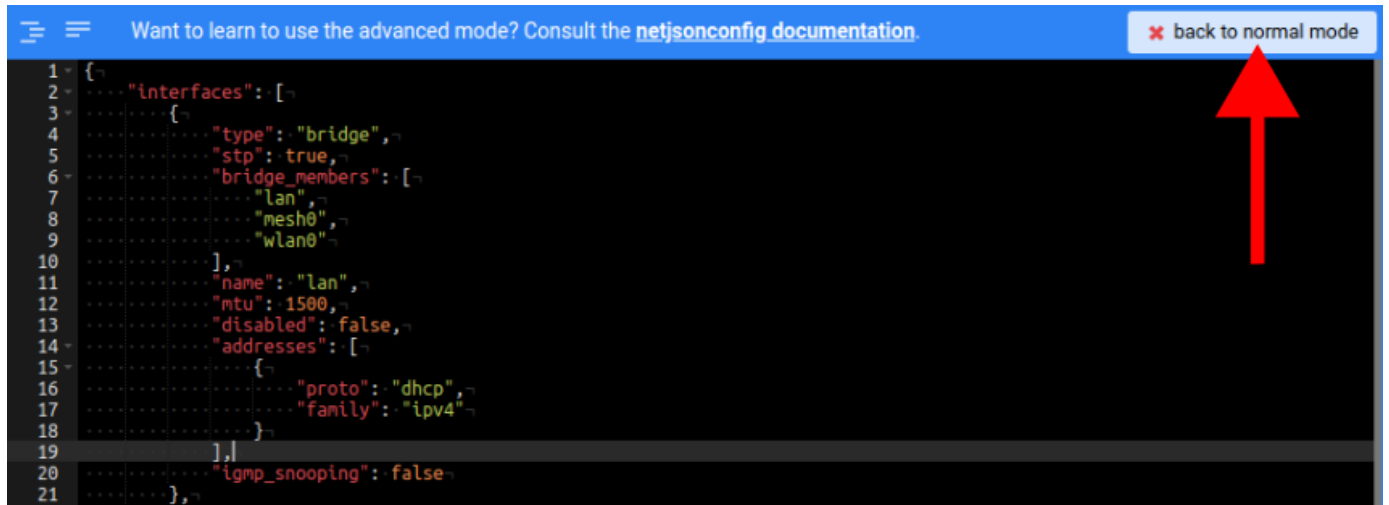 Want to learn to use the advanced mode? Consult the netjsonconfig documentation.
✖ back to normal mode
1 {
2 "interfaces": [
3 {
4 "type": "bridge",
5 "stp": true,
6 "bridge_members": [
7 "lan",
8 "mesh0",
9 "wlan0"
10 ],
11 "name": "lan",
12 "mtu": 1500,
13 "disabled": false,
14 "addresses": [
15 {
16 "proto": "dhcp",
17 "family": "ipv4"
18 }
19 ],
20 "igmp_snooping": false
21 },